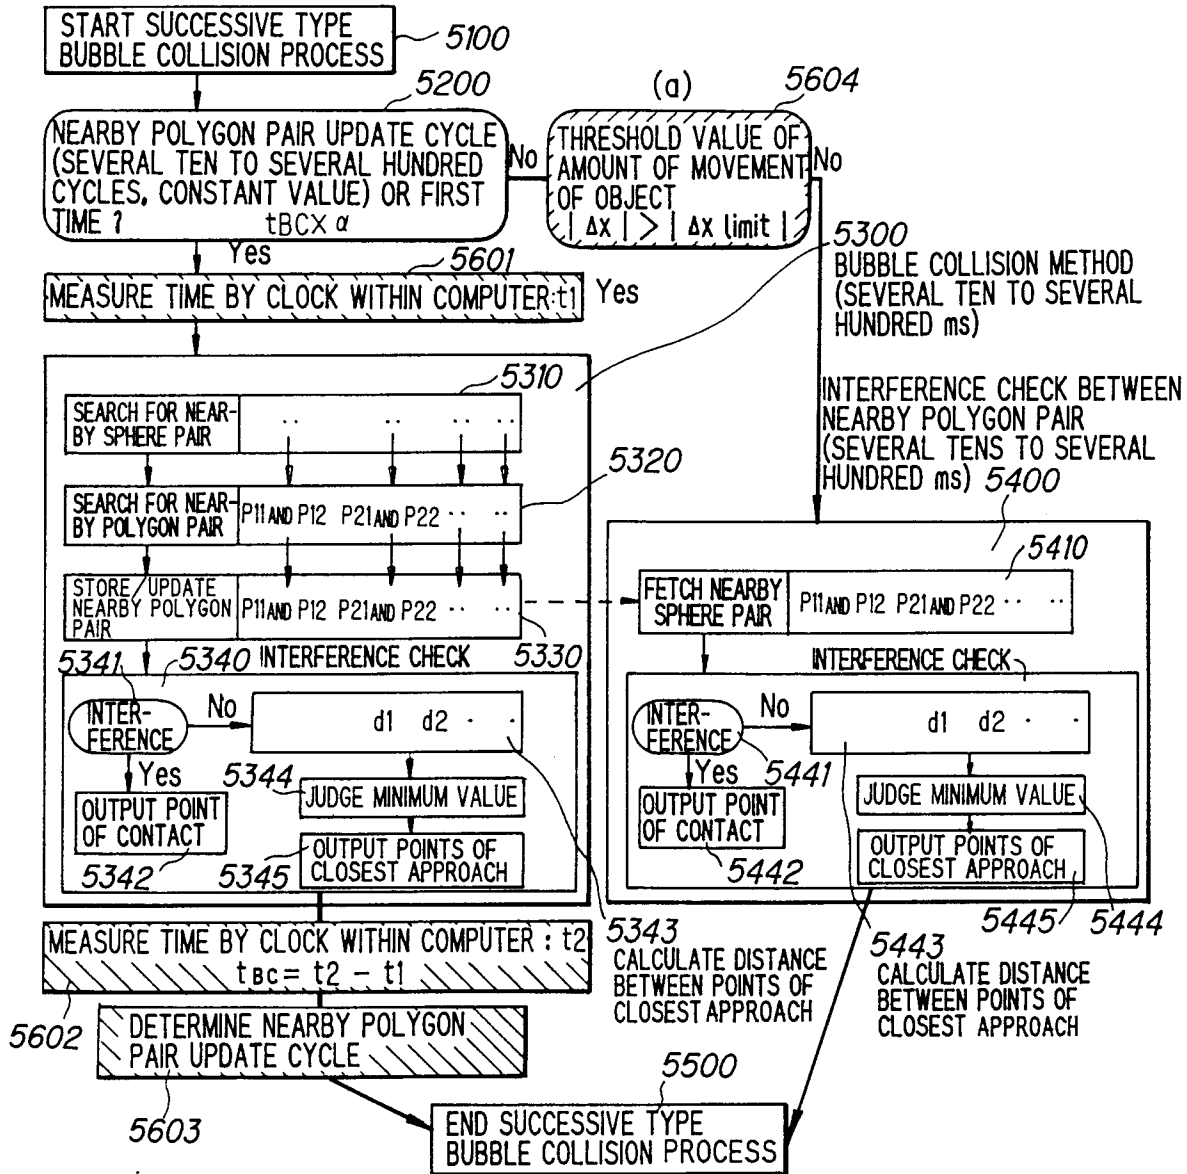 START SUCCESSIVE TYPE
BUBBLE COLLISION PROCESS
5100
5200
NEARBY POLYGON PAIR UPDATE CYCLE
(SEVERAL TEN TO SEVERAL HUNDRED
CYCLES, CONSTANT VALUE) OR FIRST
TIME ? tBCX α
No
Yes
(a)
5604
THRESHOLD VALUE OF
AMOUNT OF MOVEMENT
OF OBJECT
| Δx | > | Δx limit |
No
Yes
5601
MEASURE TIME BY CLOCK WITHIN COMPUTER:t1
5300
BUBBLE COLLISION METHOD
(SEVERAL TEN TO SEVERAL
HUNDRED ms)
5310
SEARCH FOR NEAR-
BY SPHERE PAIR
·· ·· ·· ··
5320
SEARCH FOR NEAR-
BY POLYGON PAIR
P11 AND P12 P21 AND P22 ·· ··
STORE/UPDATE
NEARBY POLYGON
PAIR
P11 AND P12 P21 AND P22 ·· ··
5330
5341
5340
INTERFERENCE CHECK
INTER-
FERENCE
No
d1 d2 · ·
Yes
5344
JUDGE MINIMUM VALUE
OUTPUT POINT
OF CONTACT
5342
5345
OUTPUT POINTS OF
CLOSEST APPROACH
5343
CALCULATE DISTANCE
BETWEEN POINTS OF
CLOSEST APPROACH
INTERFERENCE CHECK BETWEEN
NEARBY POLYGON PAIR
(SEVERAL TENS TO SEVERAL
HUNDRED ms)
5400
5410
FETCH NEARBY
SPHERE PAIR
P11 AND P12 P21 AND P22 ·· ··
INTERFERENCE CHECK
INTER-
FERENCE
No
d1 d2 · ·
5441
Yes
JUDGE MINIMUM VALUE
OUTPUT POINT
OF CONTACT
5442
OUTPUT POINTS OF
CLOSEST APPROACH
5445
5444
5443
CALCULATE DISTANCE
BETWEEN POINTS OF
CLOSEST APPROACH
MEASURE TIME BY CLOCK WITHIN COMPUTER : t2
tBC = t2 - t1
5602
DETERMINE NEARBY POLYGON
PAIR UPDATE CYCLE
5603
5500
END SUCCESSIVE TYPE
BUBBLE COLLISION PROCESS